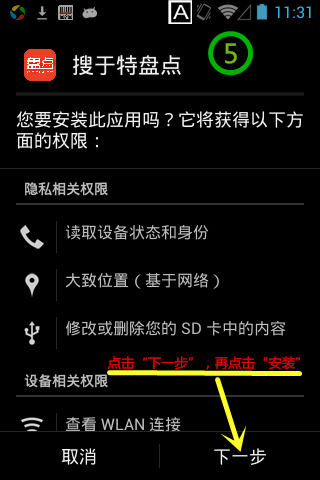 A
11:31
5
盘点
搜于特盘点
您要安装此应用吗？它将获得以下方
面的权限：
隐私相关权限
读取设备状态和身份
大致位置（基于网络）
修改或删除您的 SD 卡中的内容
点击“下一步”，再点击“安装”
设备相关权限
查看 WLAN 连接
取消
下一步